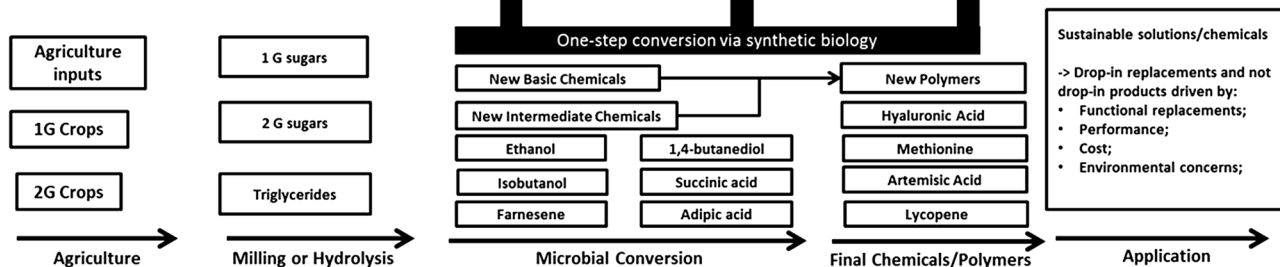 One-step conversion via synthetic biology
Agriculture
inputs
1G Crops
2G Crops
1 G sugars
2 G sugars
Triglycerides
New Basic Chemicals
New Intermediate Chemicals
Ethanol
1,4-butanediol
Isobutanol
Succinic acid
Farnesene
Adipic acid
New Polymers
Hyaluronic Acid
Methionine
Artemisic Acid
Lycopene
Sustainable solutions/chemicals
-> Drop-in replacements and not
drop-in products driven by:
• Functional replacements;
• Performance;
• Cost;
• Environmental concerns;
Agriculture
Milling or Hydrolysis
Microbial Conversion
Final Chemicals/Polymers
Application